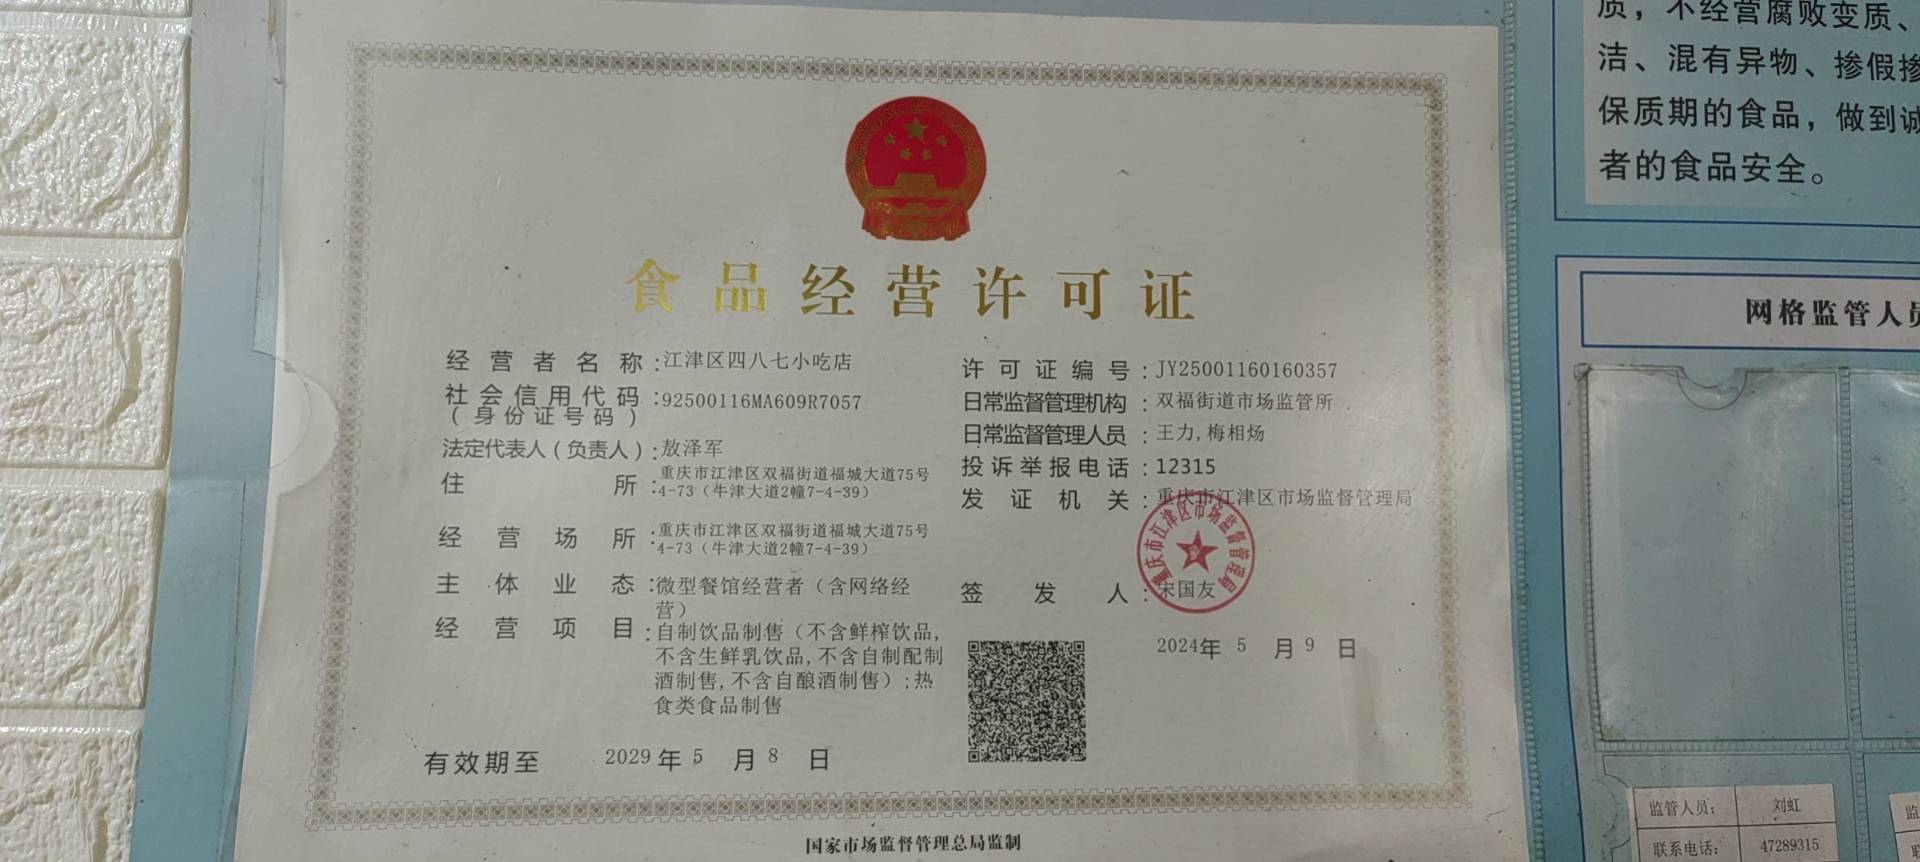 食品经营许可证
经营者名称：江津区四八七小吃店
社会信用代码：92500116MA609R7057
（身份证号码）
法定代表人（负责人）：敖泽军
住所：重庆市江津区双福街道福城大道75号
4-73（牛津大道2幢7-4-39）
经营场所：重庆市江津区双福街道福城大道75号
4-73（牛津大道2幢7-4-39）
主体业态：微型餐馆经营者（含网络经
营）
经营项目：自制饮品制售（不含鲜榨饮品,
不含生鲜乳饮品,不含自制配制
酒制售,不含自酿酒制售）;热
食类食品制售
有效期至 2029年5月8日
许可证编号：JY25001160160357
日常监督管理机构：双福街道市场监管所
日常监督管理人员：王力,梅相炀
投诉举报电话：12315
发证机关：重庆市江津区市场监督管理局
重庆市江津区市场监督管理局
签发人：宋国友
2024年5月9日
国家市场监督管理总局监制
质，不经营腐败变质、
洁、混有异物、掺假掺
保质期的食品，做到诚
者的食品安全。
网格监管人员
监管人员： 刘虹
联系电话： 47289315
监